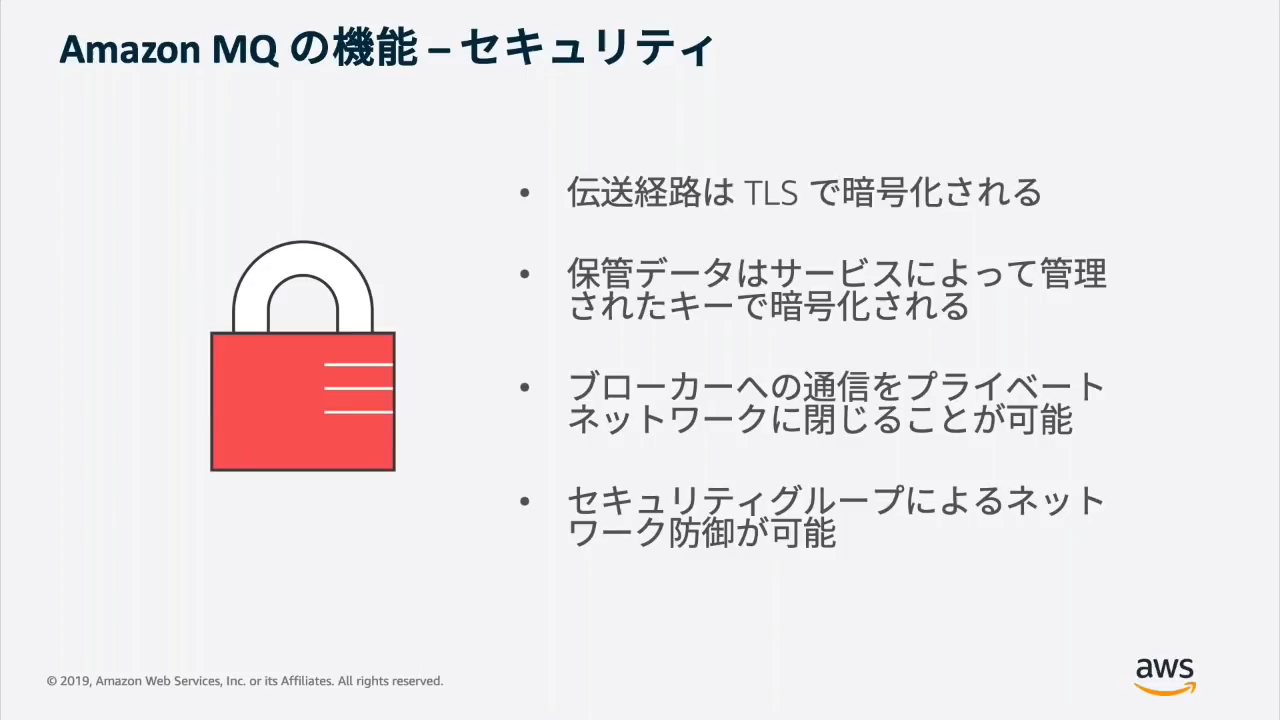 Amazon MQ の機能 – セキュリティ
• 伝送経路は TLS で暗号化される
• 保管データはサービスによって管理
されたキーで暗号化される
• ブローカーへの通信をプライベート
ネットワークに閉じることが可能
• セキュリティグループによるネット
ワーク防御が可能
© 2019, Amazon Web Services, Inc. or its Affiliates. All rights reserved.
aws